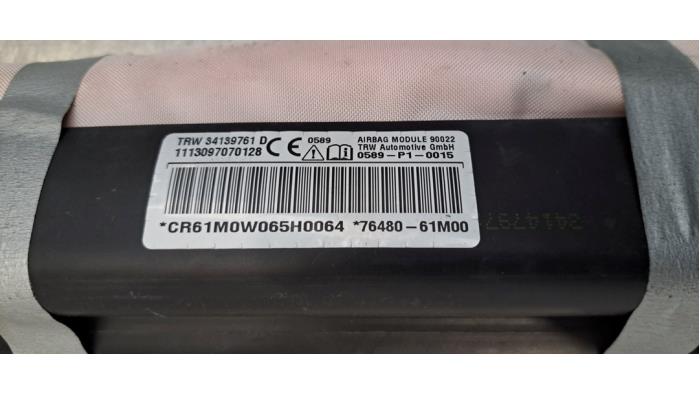 TRW 34139761 D
1113097070128
CE 0589
AIRBAG MODULE 90022
TRW Automotive GmbH
0589-P1-0015
*CR61M0W065H0064 *76480-61M00